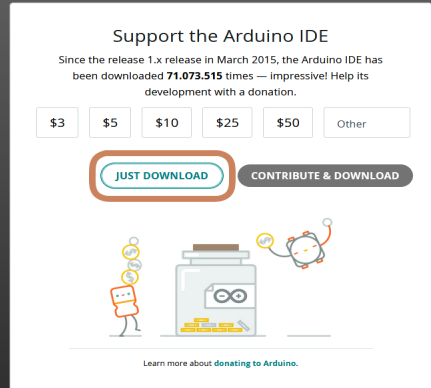 Support the Arduino IDE
Since the release 1.x release in March 2015, the Arduino IDE has
been downloaded 71.073.515 times — impressive! Help its
development with a donation.
$3 $5 $10 $25 $50 Other
JUST DOWNLOAD CONTRIBUTE & DOWNLOAD
Learn more about donating to Arduino.